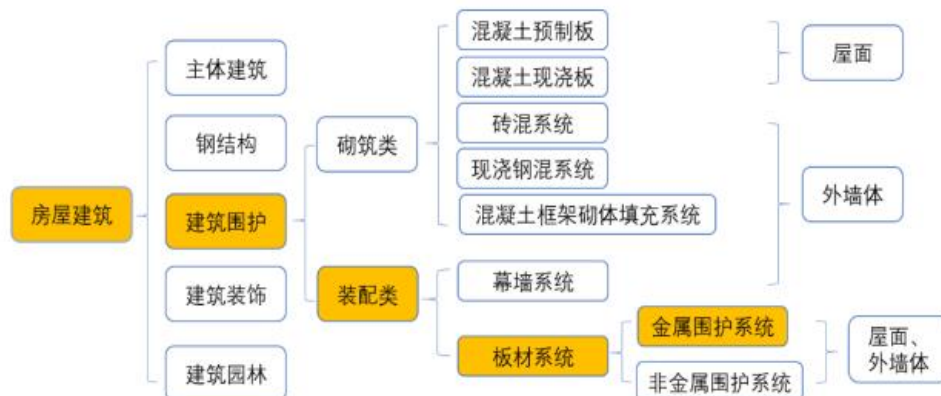 房屋建筑
主体建筑
钢结构
建筑围护
建筑装饰
建筑园林
砌筑类
装配类
混凝土预制板
混凝土现浇板
砖混系统
现浇钢混系统
混凝土框架砌体填充系统
幕墙系统
板材系统
金属围护系统
非金属围护系统
屋面
外墙体
屋面、
外墙体